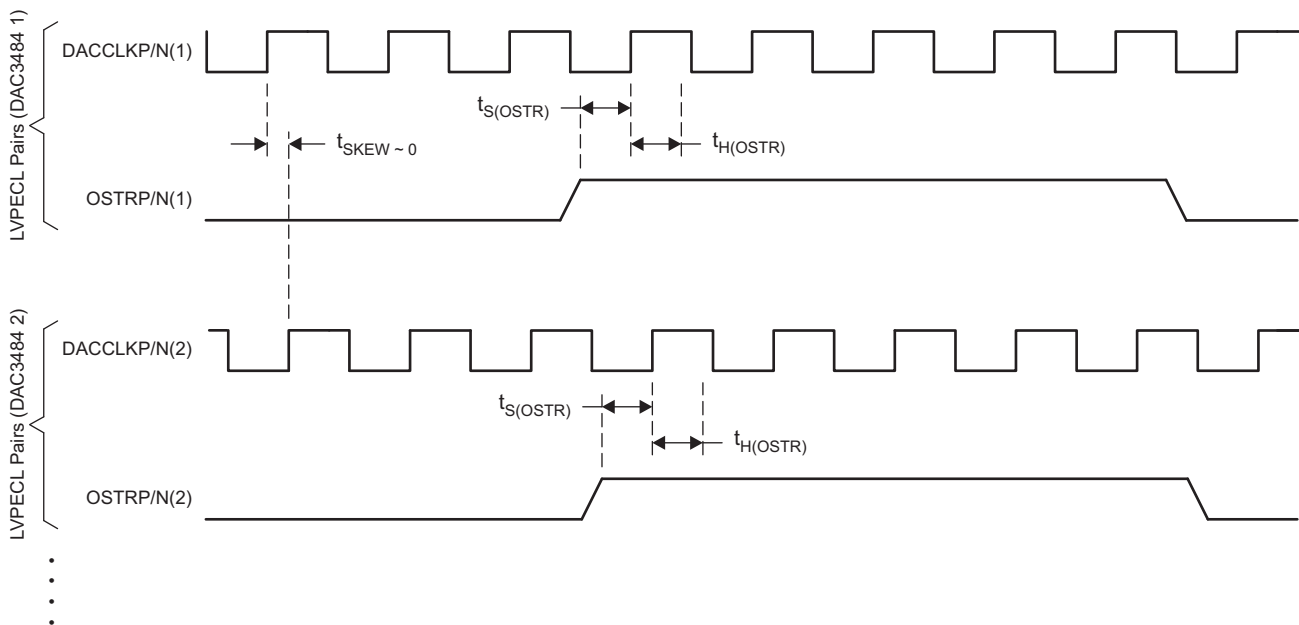 LVPECL Pairs (DAC3484 1)
DACCLKP/N(1)
tS(OSTR)
tH(OSTR)
tSKEW ~ 0
OSTRP/N(1)
LVPECL Pairs (DAC3484 2)
DACCLKP/N(2)
tS(OSTR)
tH(OSTR)
OSTRP/N(2)